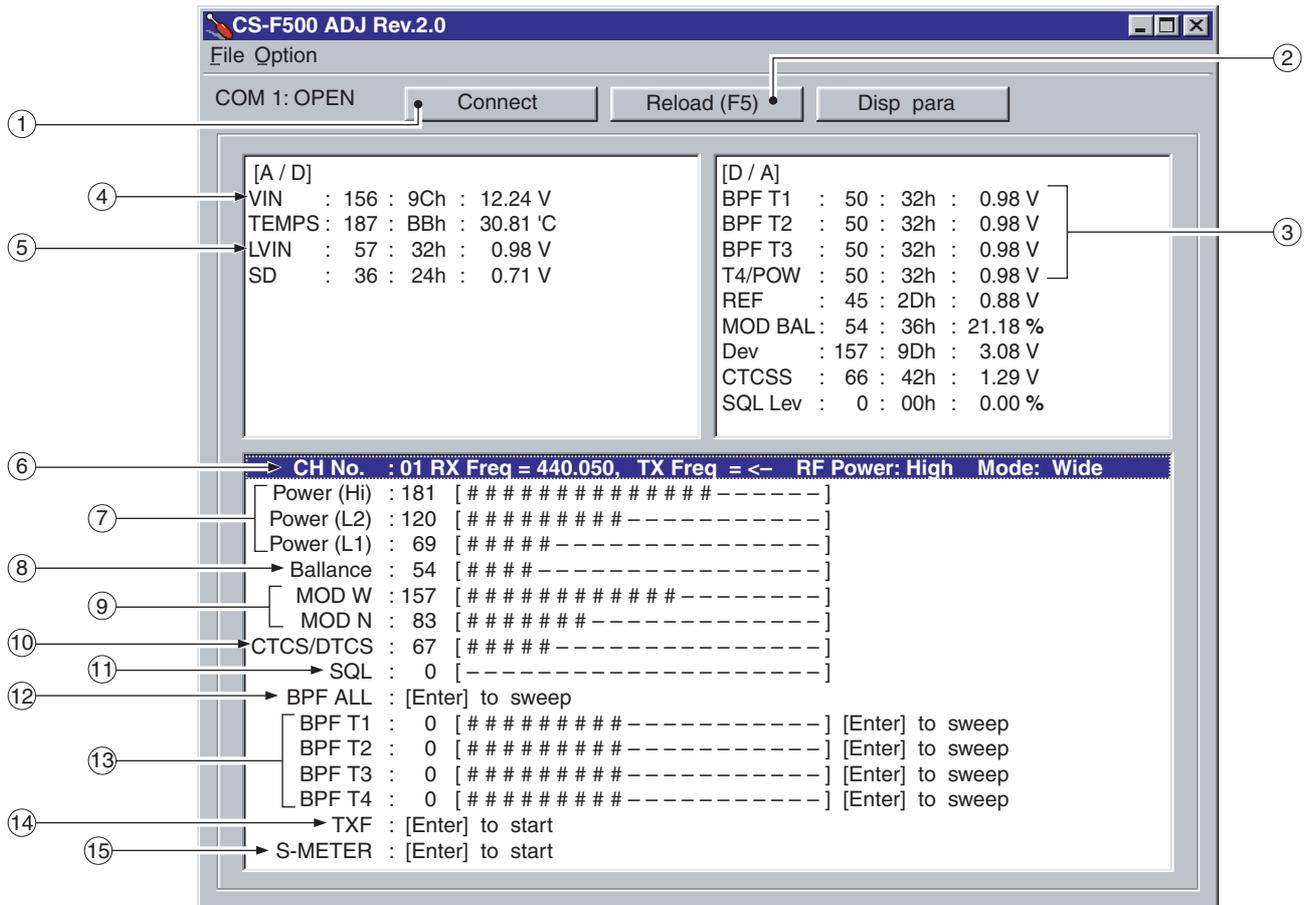 CS-F500 ADJ Rev.2.0
File Option
COM 1: OPEN Connect Reload (F5) Disp para
①
②
[A / D]
VIN : 156 : 9Ch : 12.24 V
TEMPS : 187 : BBh : 30.81 'C
LVIN : 57 : 32h : 0.98 V
SD : 36 : 24h : 0.71 V
④
⑤
[D / A]
BPF T1 : 50 : 32h : 0.98 V
BPF T2 : 50 : 32h : 0.98 V
BPF T3 : 50 : 32h : 0.98 V
T4/POW : 50 : 32h : 0.98 V
REF : 45 : 2Dh : 0.88 V
MOD BAL : 54 : 36h : 21.18 %
Dev : 157 : 9Dh : 3.08 V
CTCSS : 66 : 42h : 1.29 V
SQL Lev : 0 : 00h : 0.00 %
③
⑥ CH No. : 01 RX Freq = 440.050, TX Freq = <– RF Power: High Mode: Wide
Power (Hi) : 181 [ # # # # # # # # # # # # # # – – – – – – ]
⑦ Power (L2) : 120 [ # # # # # # # # # – – – – – – – – – – – ]
Power (L1) : 69 [ # # # # # – – – – – – – – – – – – – – – ]
⑧ Ballance : 54 [ # # # # – – – – – – – – – – – – – – – – ]
⑨ MOD W : 157 [ # # # # # # # # # # # # – – – – – – – – ]
MOD N : 83 [ # # # # # # # – – – – – – – – – – – – – ]
⑩ CTCS/DTCS : 67 [ # # # # # – – – – – – – – – – – – – – – ]
⑪ SQL : 0 [ – – – – – – – – – – – – – – – – – – – – ]
⑫ BPF ALL : [Enter] to sweep
BPF T1 : 0 [ # # # # # # # # # – – – – – – – – – – – ] [Enter] to sweep
BPF T2 : 0 [ # # # # # # # # # – – – – – – – – – – – ] [Enter] to sweep
⑬ BPF T3 : 0 [ # # # # # # # # # – – – – – – – – – – – ] [Enter] to sweep
BPF T4 : 0 [ # # # # # # # # # – – – – – – – – – – – ] [Enter] to sweep
⑭ TXF : [Enter] to start
⑮ S-METER : [Enter] to start